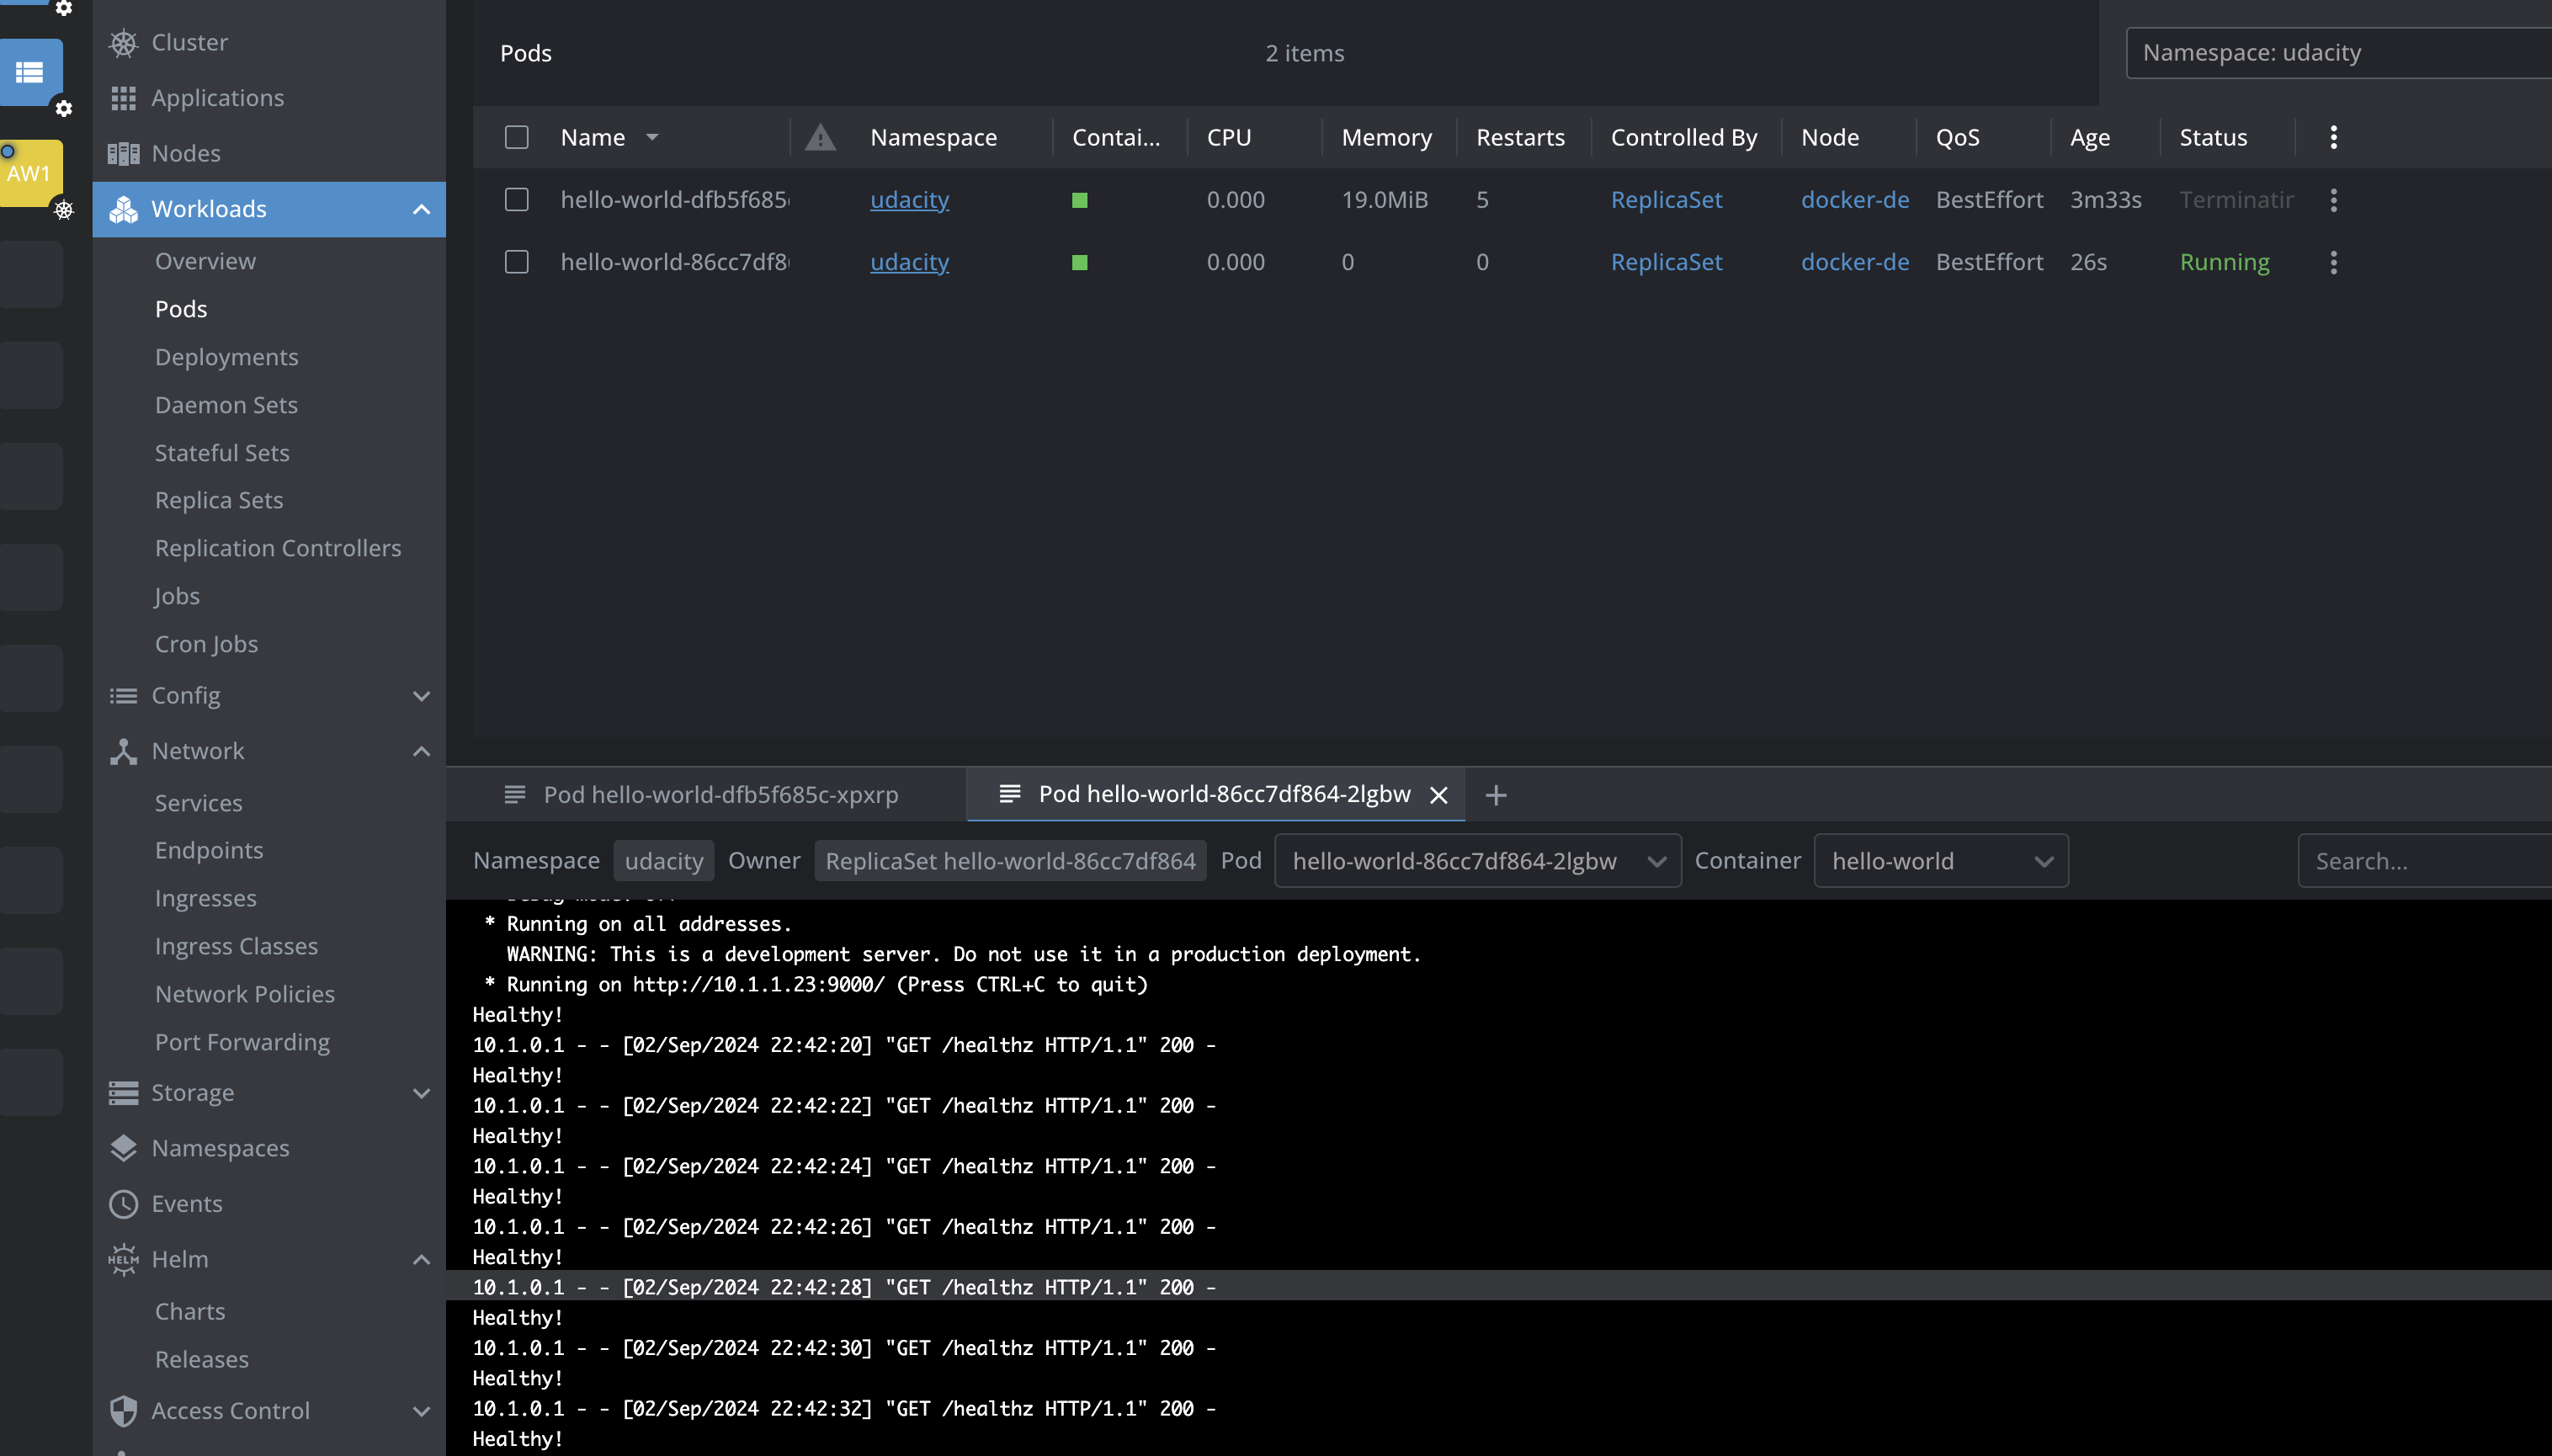 AW1
Cluster
Applications
Nodes
Workloads
Overview
Pods
Deployments
Daemon Sets
Stateful Sets
Replica Sets
Replication Controllers
Jobs
Cron Jobs
Config
Network
Services
Endpoints
Ingresses
Ingress Classes
Network Policies
Port Forwarding
Storage
Namespaces
Events
HELM Helm
Charts
Releases
Access Control
Pods 2 items Namespace: udacity
Name Namespace Contai... CPU Memory Restarts Controlled By Node QoS Age Status
hello-world-dfb5f685 udacity 0.000 19.0MiB 5 ReplicaSet docker-de BestEffort 3m33s Terminatin
hello-world-86cc7df8 udacity 0.000 0 0 ReplicaSet docker-de BestEffort 26s Running
Pod hello-world-dfb5f685c-xpxrp Pod hello-world-86cc7df864-2lgbw
Namespace udacity Owner ReplicaSet hello-world-86cc7df864 Pod hello-world-86cc7df864-2lgbw Container hello-world Search...
* Running on all addresses.
WARNING: This is a development server. Do not use it in a production deployment.
* Running on http://10.1.1.23:9000/ (Press CTRL+C to quit)
Healthy!
10.1.0.1 - - [02/Sep/2024 22:42:20] "GET /healthz HTTP/1.1" 200 -
Healthy!
10.1.0.1 - - [02/Sep/2024 22:42:22] "GET /healthz HTTP/1.1" 200 -
Healthy!
10.1.0.1 - - [02/Sep/2024 22:42:24] "GET /healthz HTTP/1.1" 200 -
Healthy!
10.1.0.1 - - [02/Sep/2024 22:42:26] "GET /healthz HTTP/1.1" 200 -
Healthy!
10.1.0.1 - - [02/Sep/2024 22:42:28] "GET /healthz HTTP/1.1" 200 -
Healthy!
10.1.0.1 - - [02/Sep/2024 22:42:30] "GET /healthz HTTP/1.1" 200 -
Healthy!
10.1.0.1 - - [02/Sep/2024 22:42:32] "GET /healthz HTTP/1.1" 200 -
Healthy!